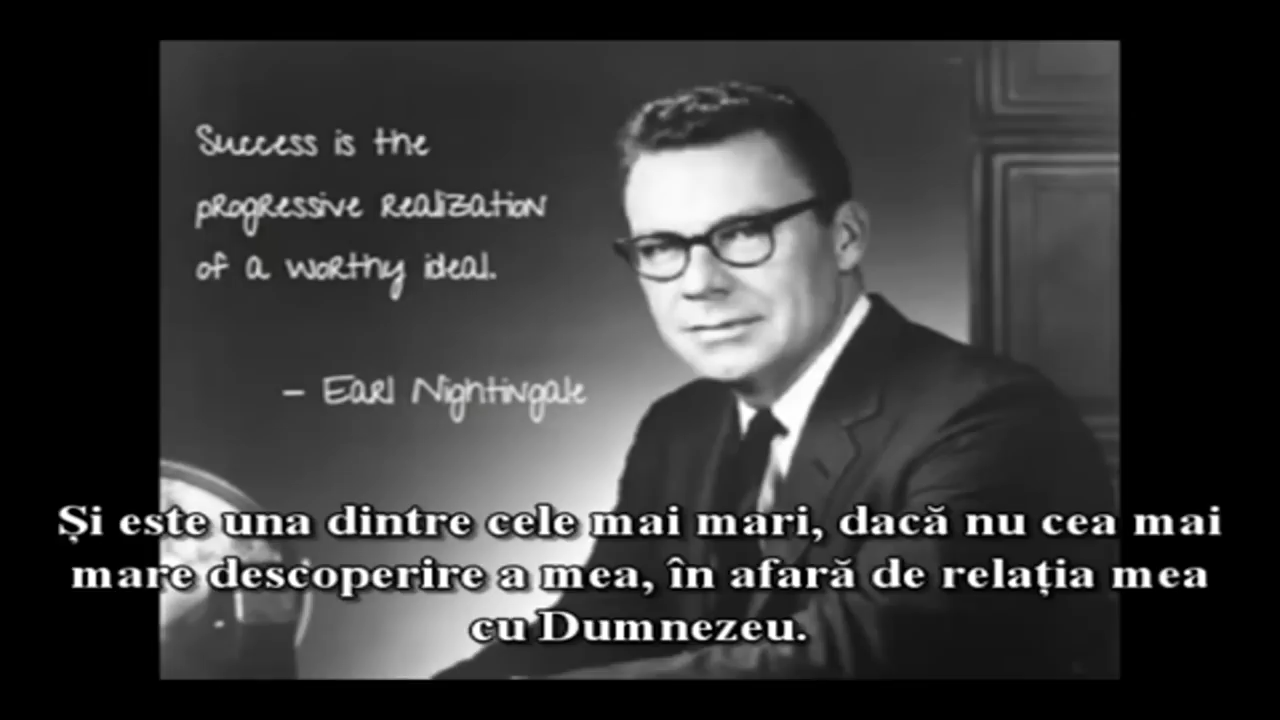 Success is the
progressive realization
of a worthy ideal.
– Earl Nightingale
Și este una dintre cele mai mari, dacă nu cea mai
mare descoperire a mea, în afară de relația mea
cu Dumnezeu.